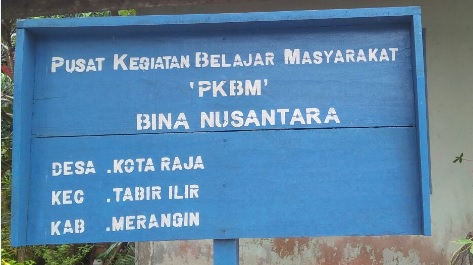 PUSAT KEGIATAN BELAJAR MASYARAKAT
'PKBM'
BINA NUSANTARA
DESA .KOTA RAJA
KEC .TABIR ILIR
KAB .MERANGIN